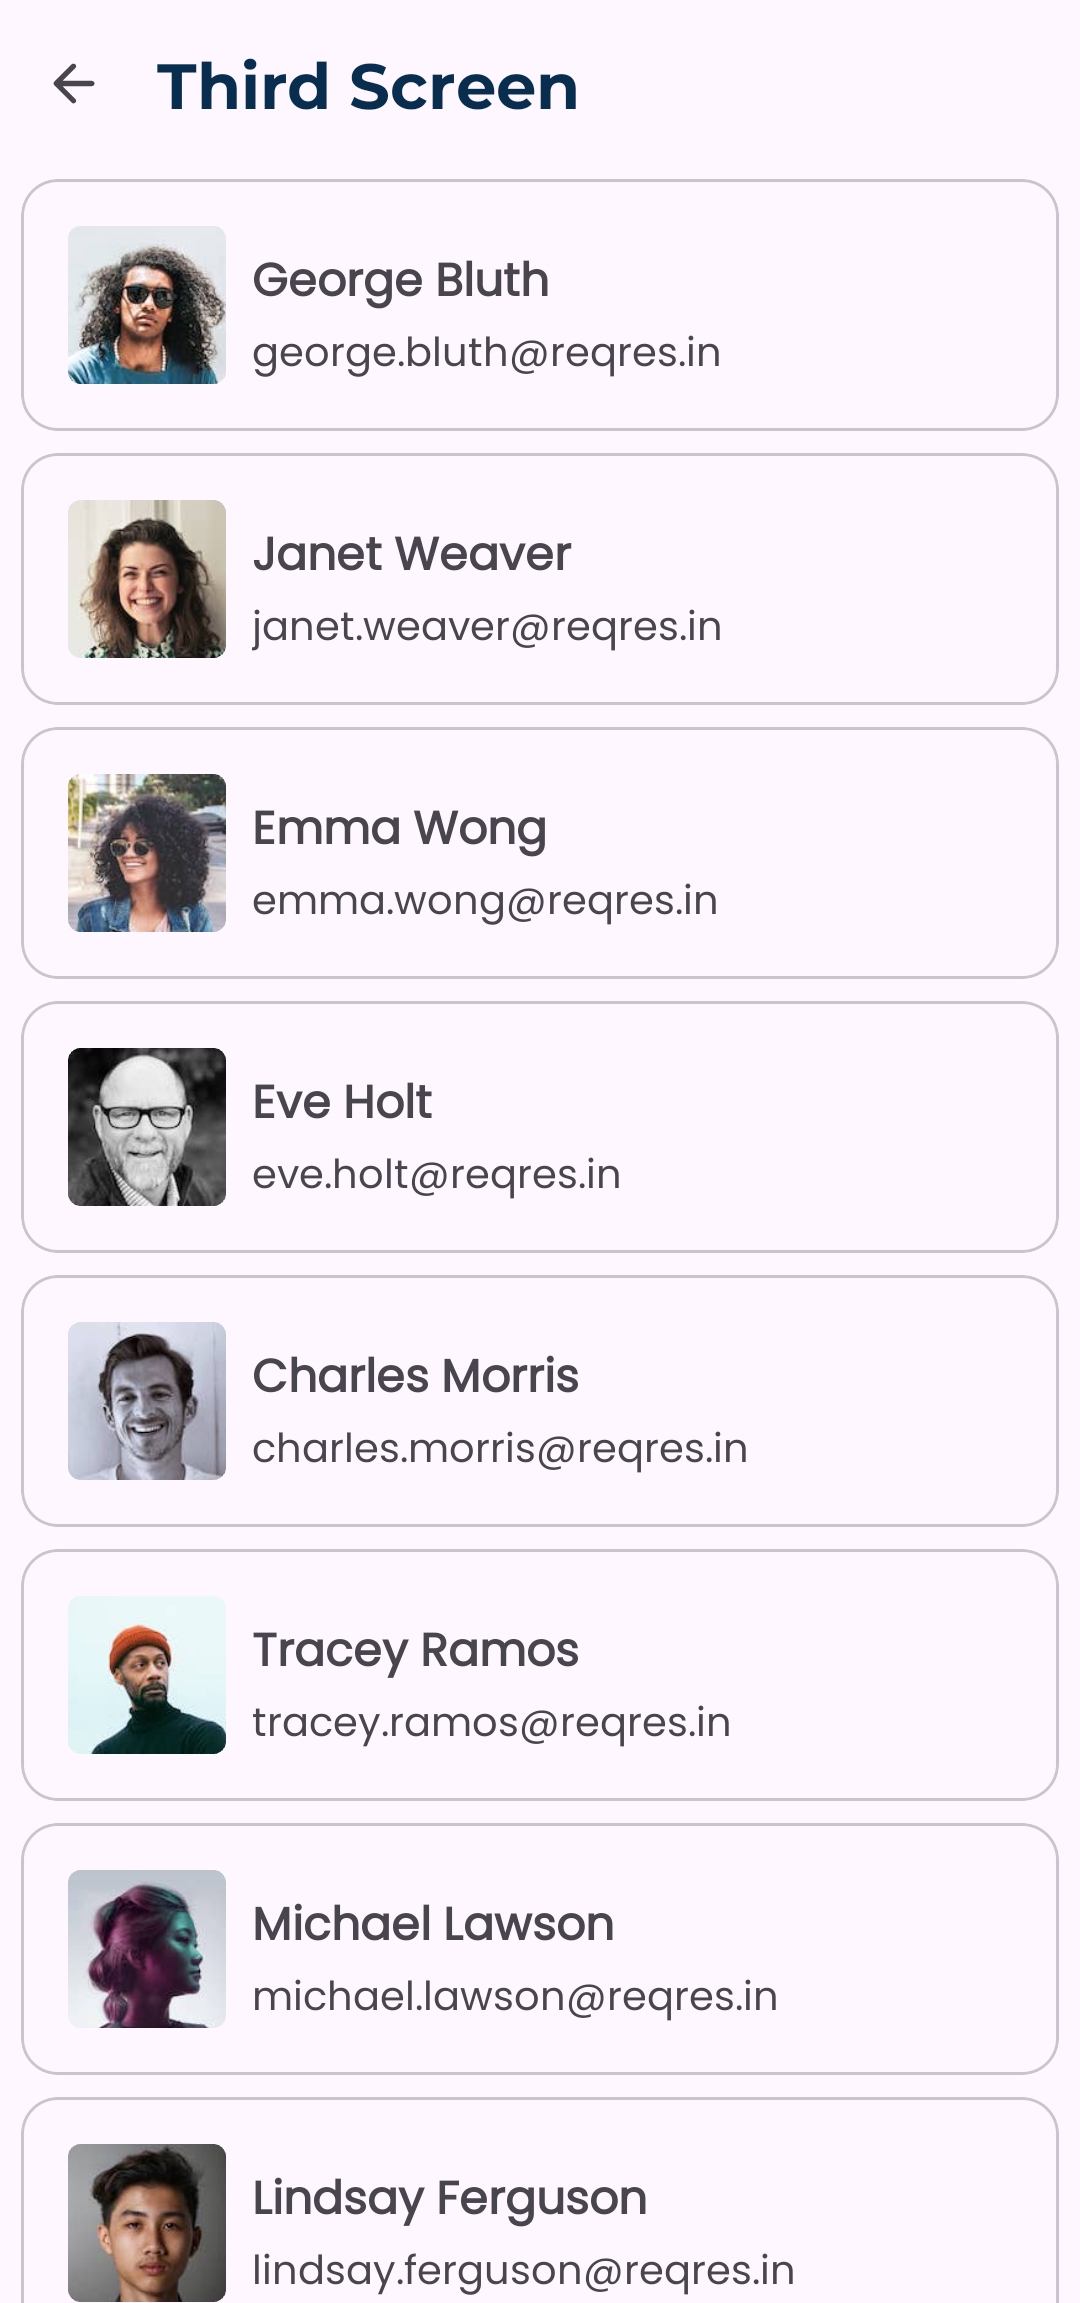 Third Screen
George Bluth
george.bluth@reqres.in
Janet Weaver
janet.weaver@reqres.in
Emma Wong
emma.wong@reqres.in
Eve Holt
eve.holt@reqres.in
Charles Morris
charles.morris@reqres.in
Tracey Ramos
tracey.ramos@reqres.in
Michael Lawson
michael.lawson@reqres.in
Lindsay Ferguson
lindsay.ferguson@reqres.in